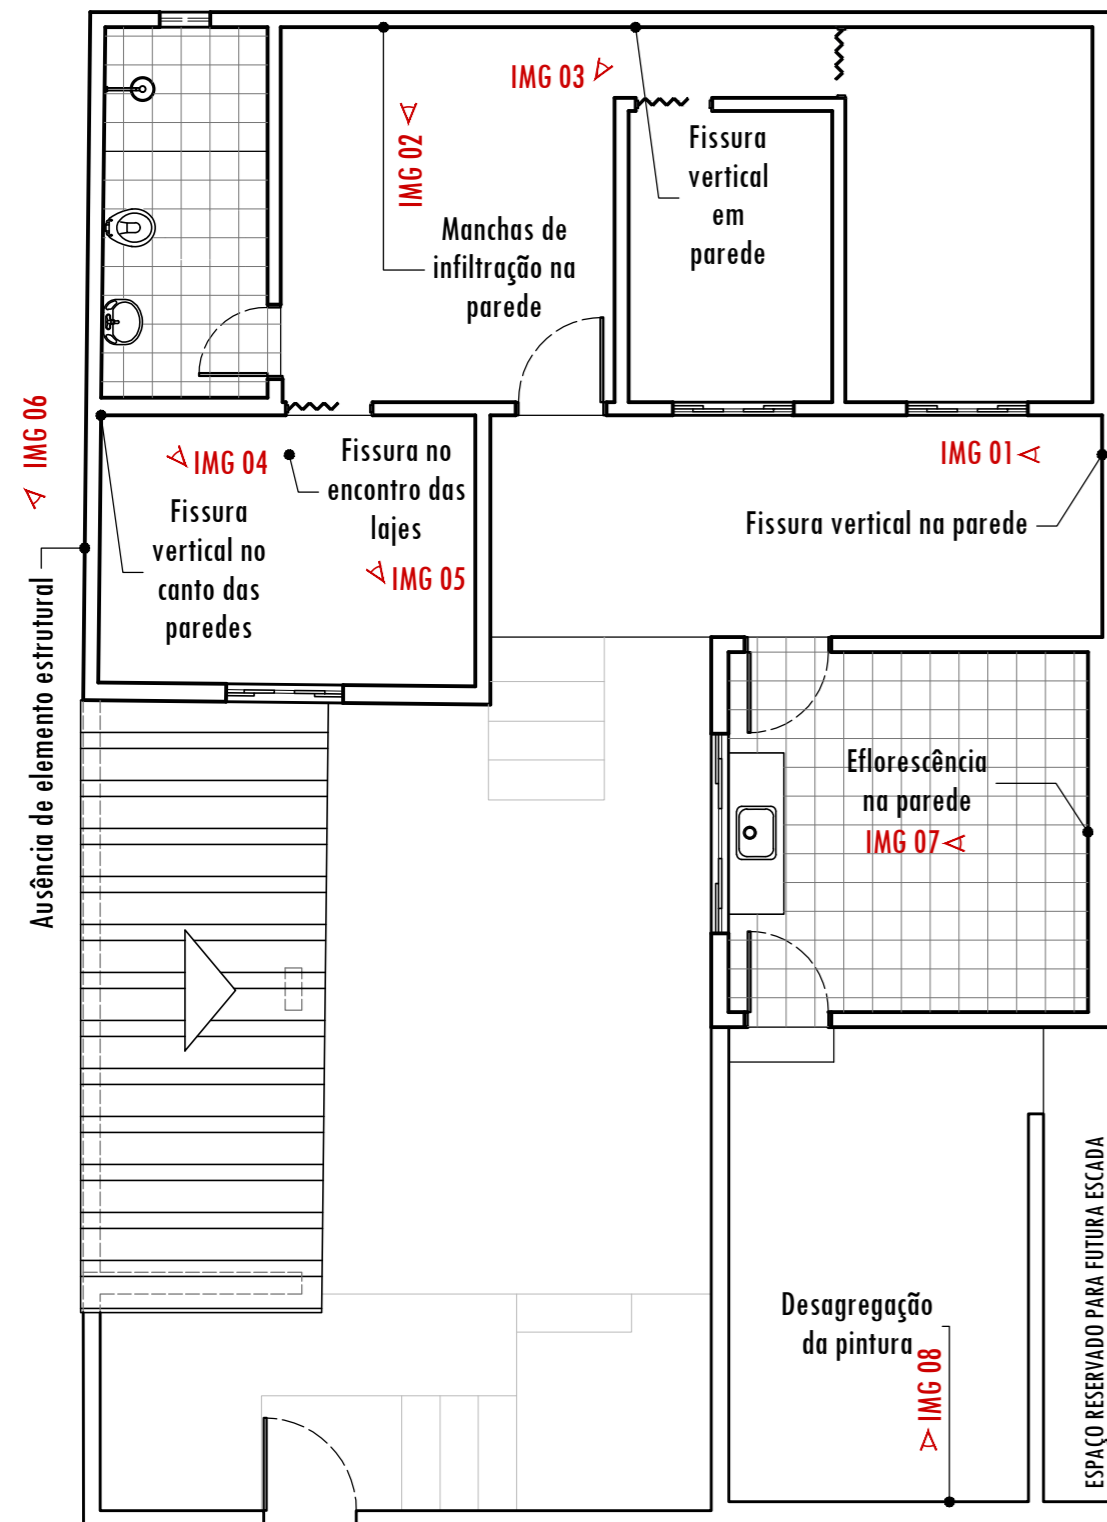 IMG 03
IMG 02
Fissura
vertical
em
parede
Manchas de
infiltração na
parede
IMG 06
IMG 04
Fissura no
encontro das
lajes
IMG 01
Fissura
vertical no
canto das
paredes
Fissura vertical na parede
IMG 05
Ausência de elemento estrutural
Eflorescência
na parede
IMG 07
Desagregação
da pintura
IMG 08
ESPAÇO RESERVADO PARA FUTURA ESCADA